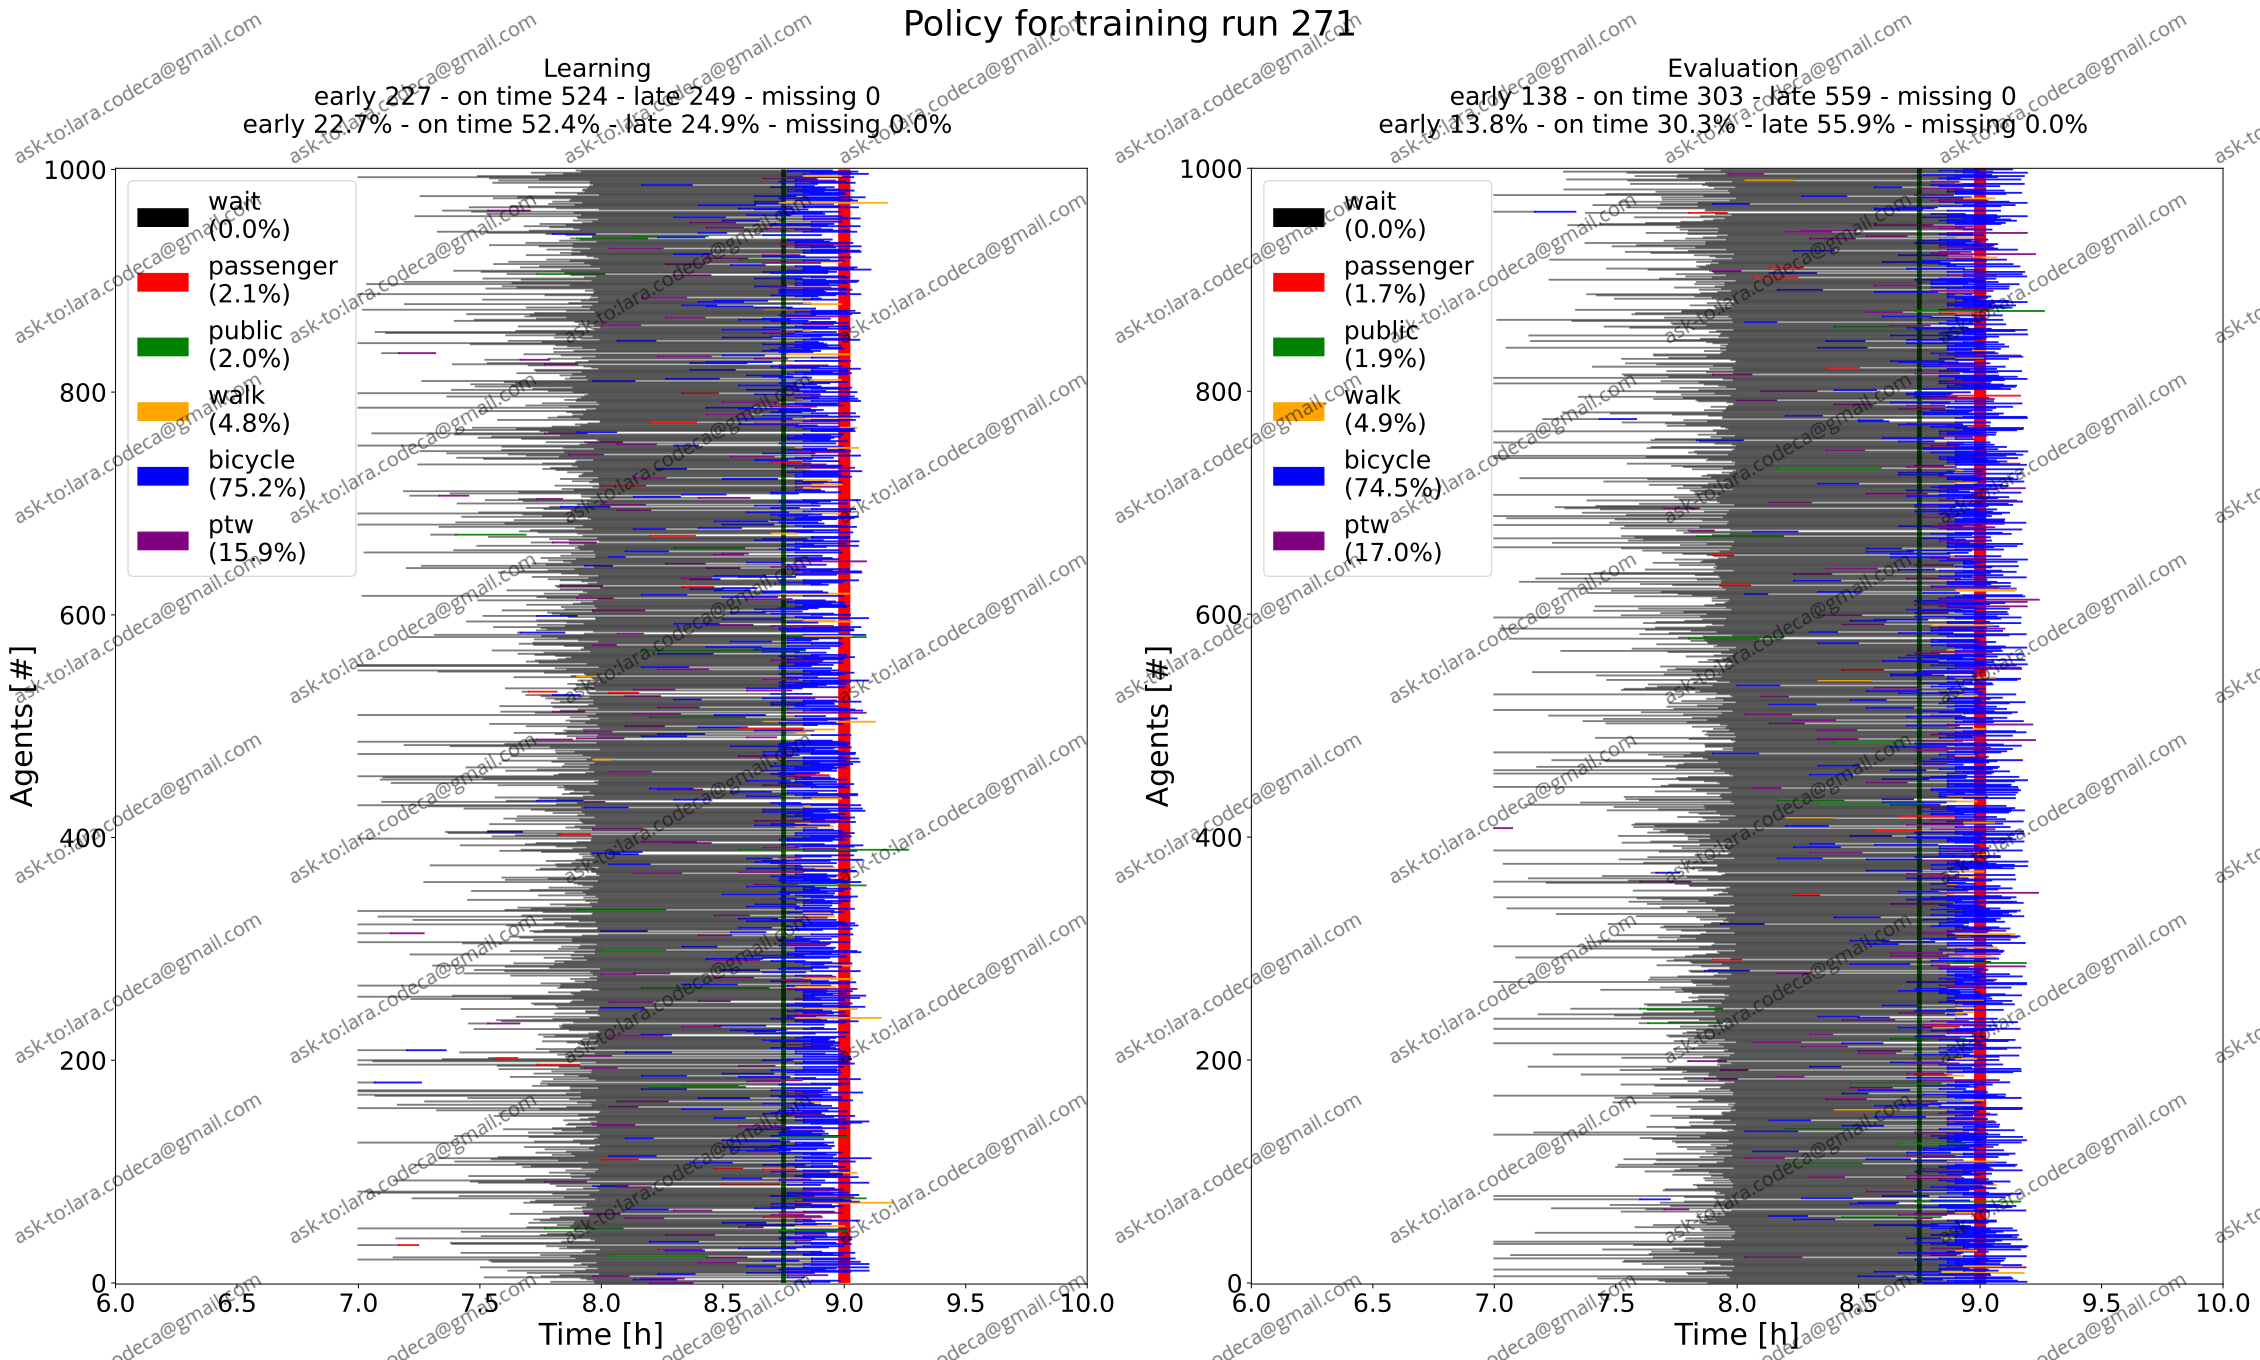 Policy for training run 271
Learning
early 227 - on time 524 - late 249 - missing 0
early 22.7% - on time 52.4% - late 24.9% - missing 0.0%
1000
800
600
400
200
0
Agents [#]
wait
(0.0%)
passenger
(2.1%)
public
(2.0%)
walk
(4.8%)
bicycle
(75.2%)
ptw
(15.9%)
6.0 6.5 7.0 7.5 8.0 8.5 9.0 9.5 10.0
Time [h]
Evaluation
early 138 - on time 303 - late 559 - missing 0
early 13.8% - on time 30.3% - late 55.9% - missing 0.0%
1000
800
600
400
200
0
Agents [#]
wait
(0.0%)
passenger
(1.7%)
public
(1.9%)
walk
(4.9%)
bicycle
(74.5%)
ptw
(17.0%)
6.0 6.5 7.0 7.5 8.0 8.5 9.0 9.5 10.0
Time [h]
ask-to:lara.codeca@gmail.com